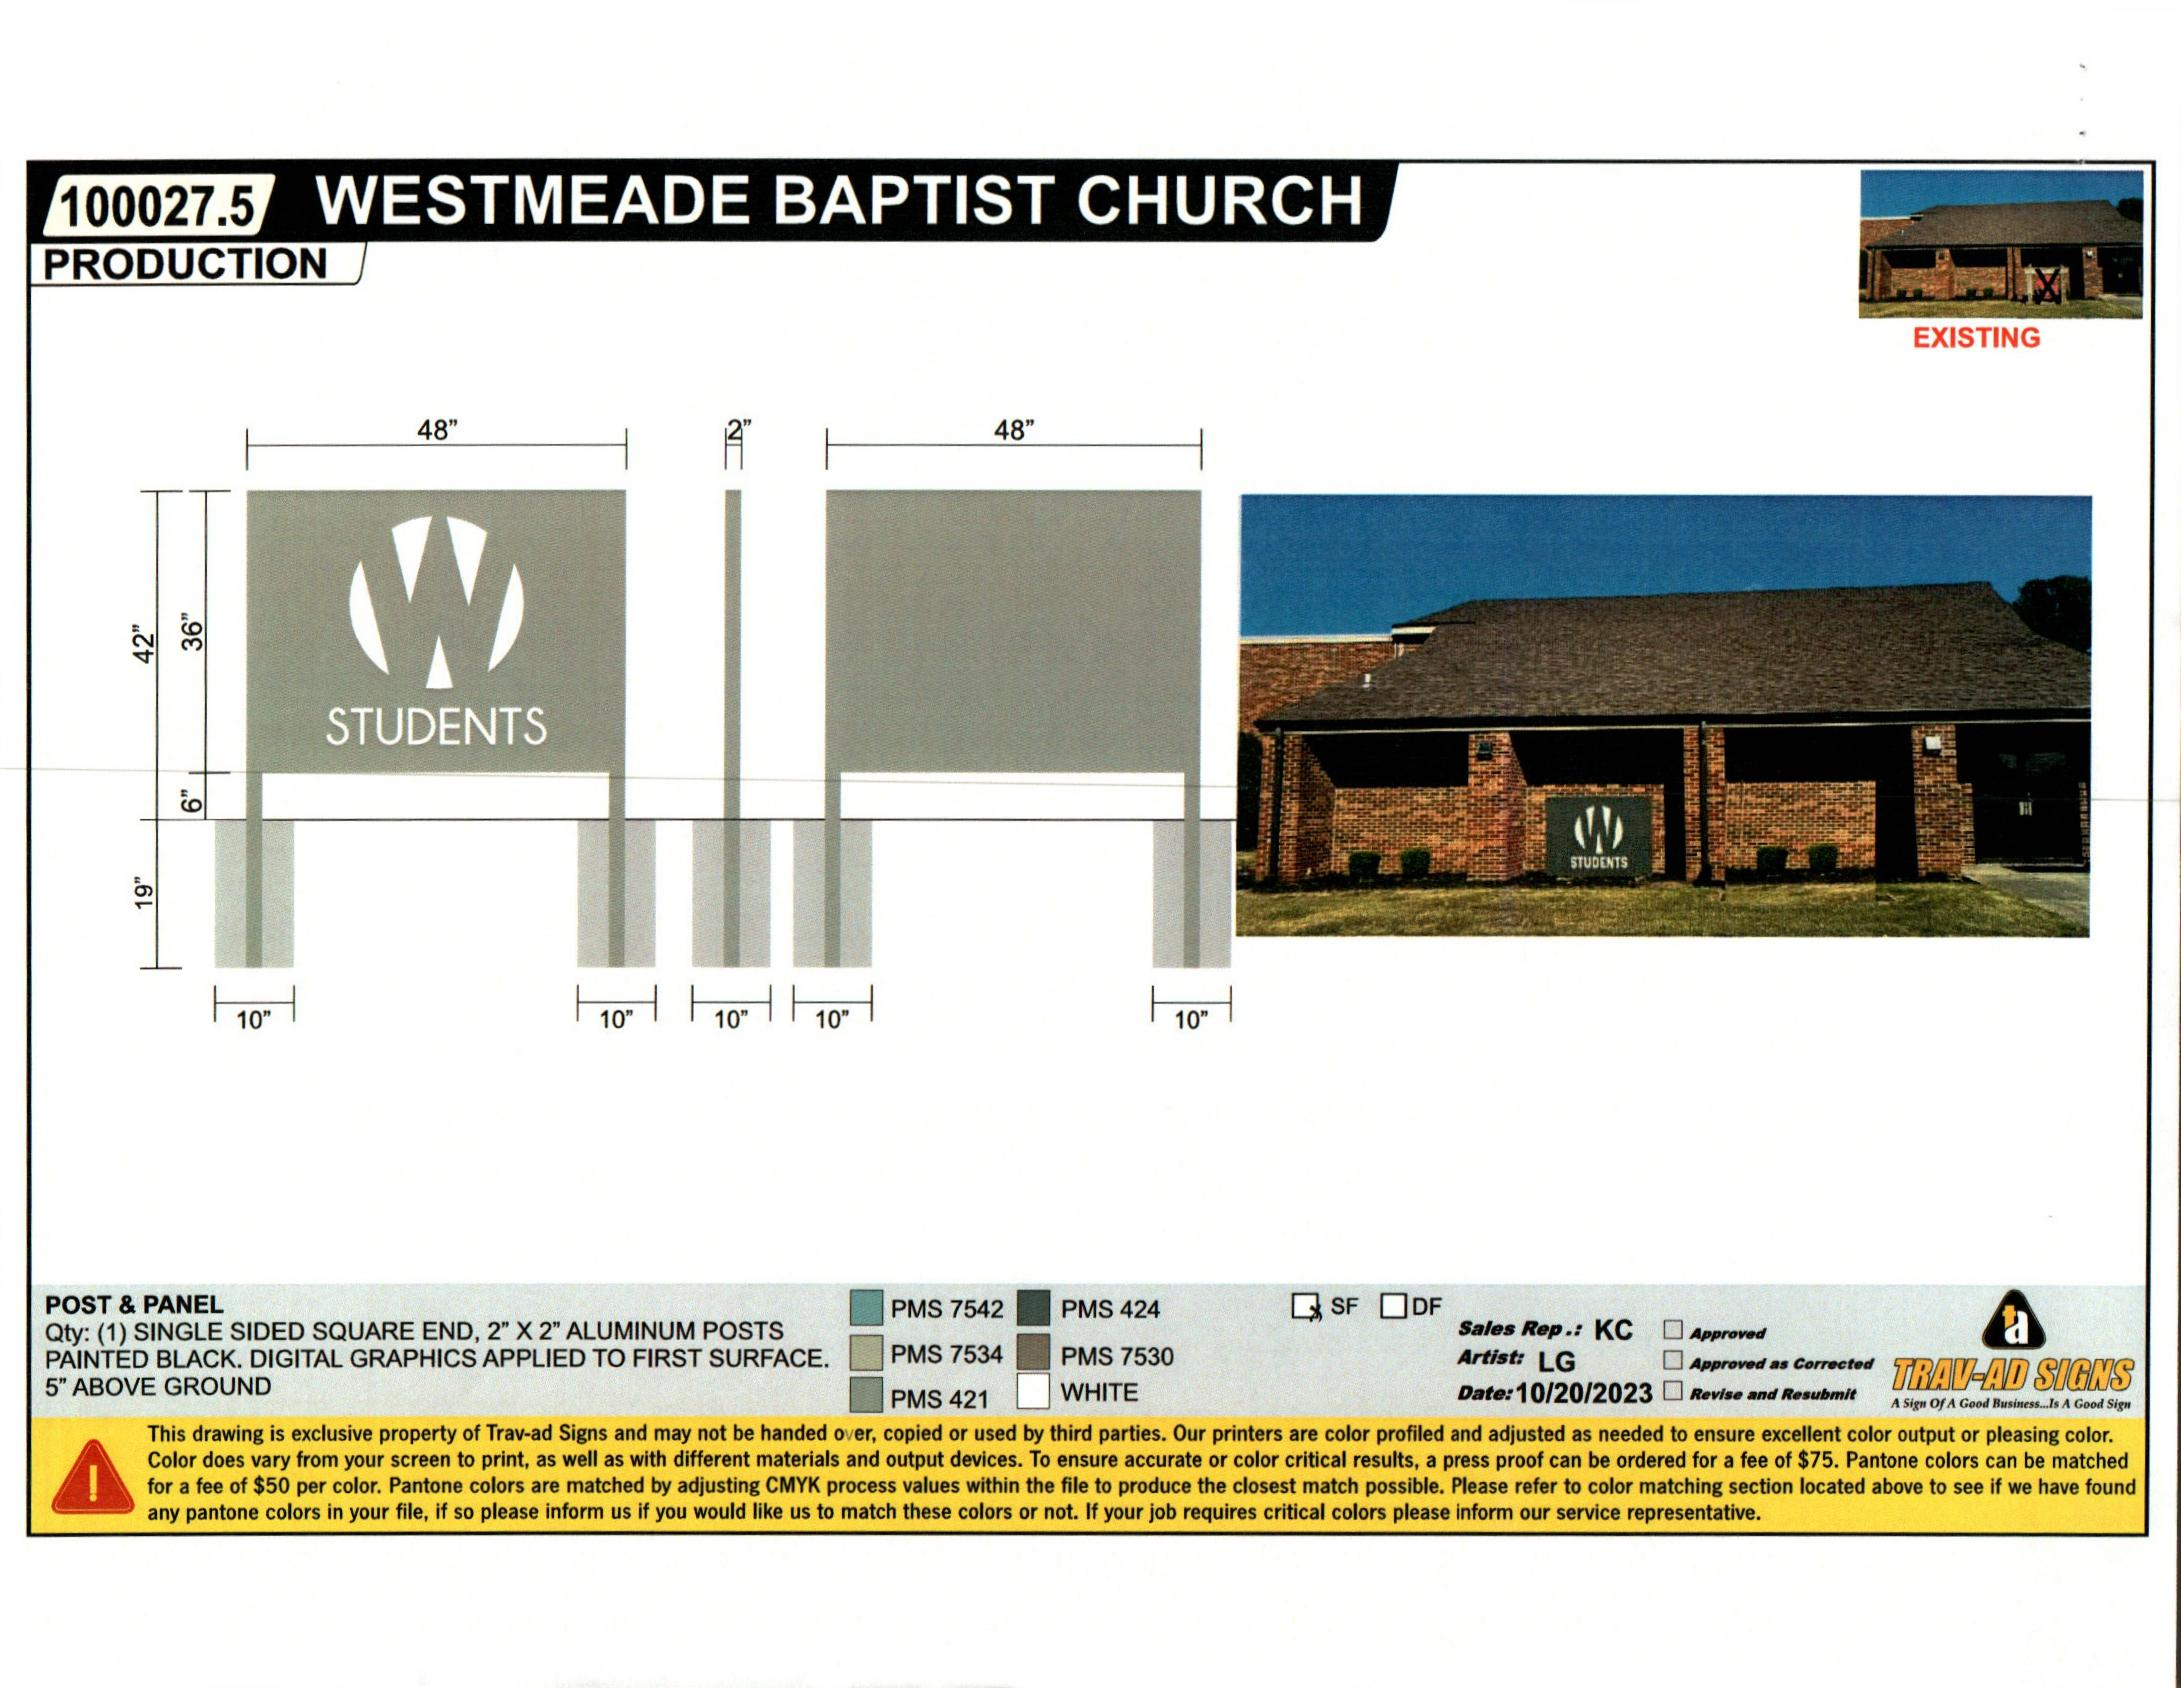 100027.5 WESTMEADE BAPTIST CHURCH
PRODUCTION
EXISTING
48”
2”
48”
42”
36”
6”
19”
W
STUDENTS
W
STUDENTS
10”
10”
10”
10”
10”
POST & PANEL
Qty: (1) SINGLE SIDED SQUARE END, 2” X 2” ALUMINUM POSTS
PAINTED BLACK. DIGITAL GRAPHICS APPLIED TO FIRST SURFACE.
5” ABOVE GROUND
PMS 7542
PMS 424
PMS 7534
PMS 7530
PMS 421
WHITE
SF
DF
Sales Rep.: KC
Artist: LG
Date: 10/20/2023
Approved
Approved as Corrected
Revise and Resubmit
ta
TRAV-AD SIGNS
A Sign Of A Good Business...Is A Good Sign
!
This drawing is exclusive property of Trav-ad Signs and may not be handed over, copied or used by third parties. Our printers are color profiled and adjusted as needed to ensure excellent color output or pleasing color.
Color does vary from your screen to print, as well as with different materials and output devices. To ensure accurate or color critical results, a press proof can be ordered for a fee of $75. Pantone colors can be matched
for a fee of $50 per color. Pantone colors are matched by adjusting CMYK process values within the file to produce the closest match possible. Please refer to color matching section located above to see if we have found
any pantone colors in your file, if so please inform us if you would like us to match these colors or not. If your job requires critical colors please inform our service representative.